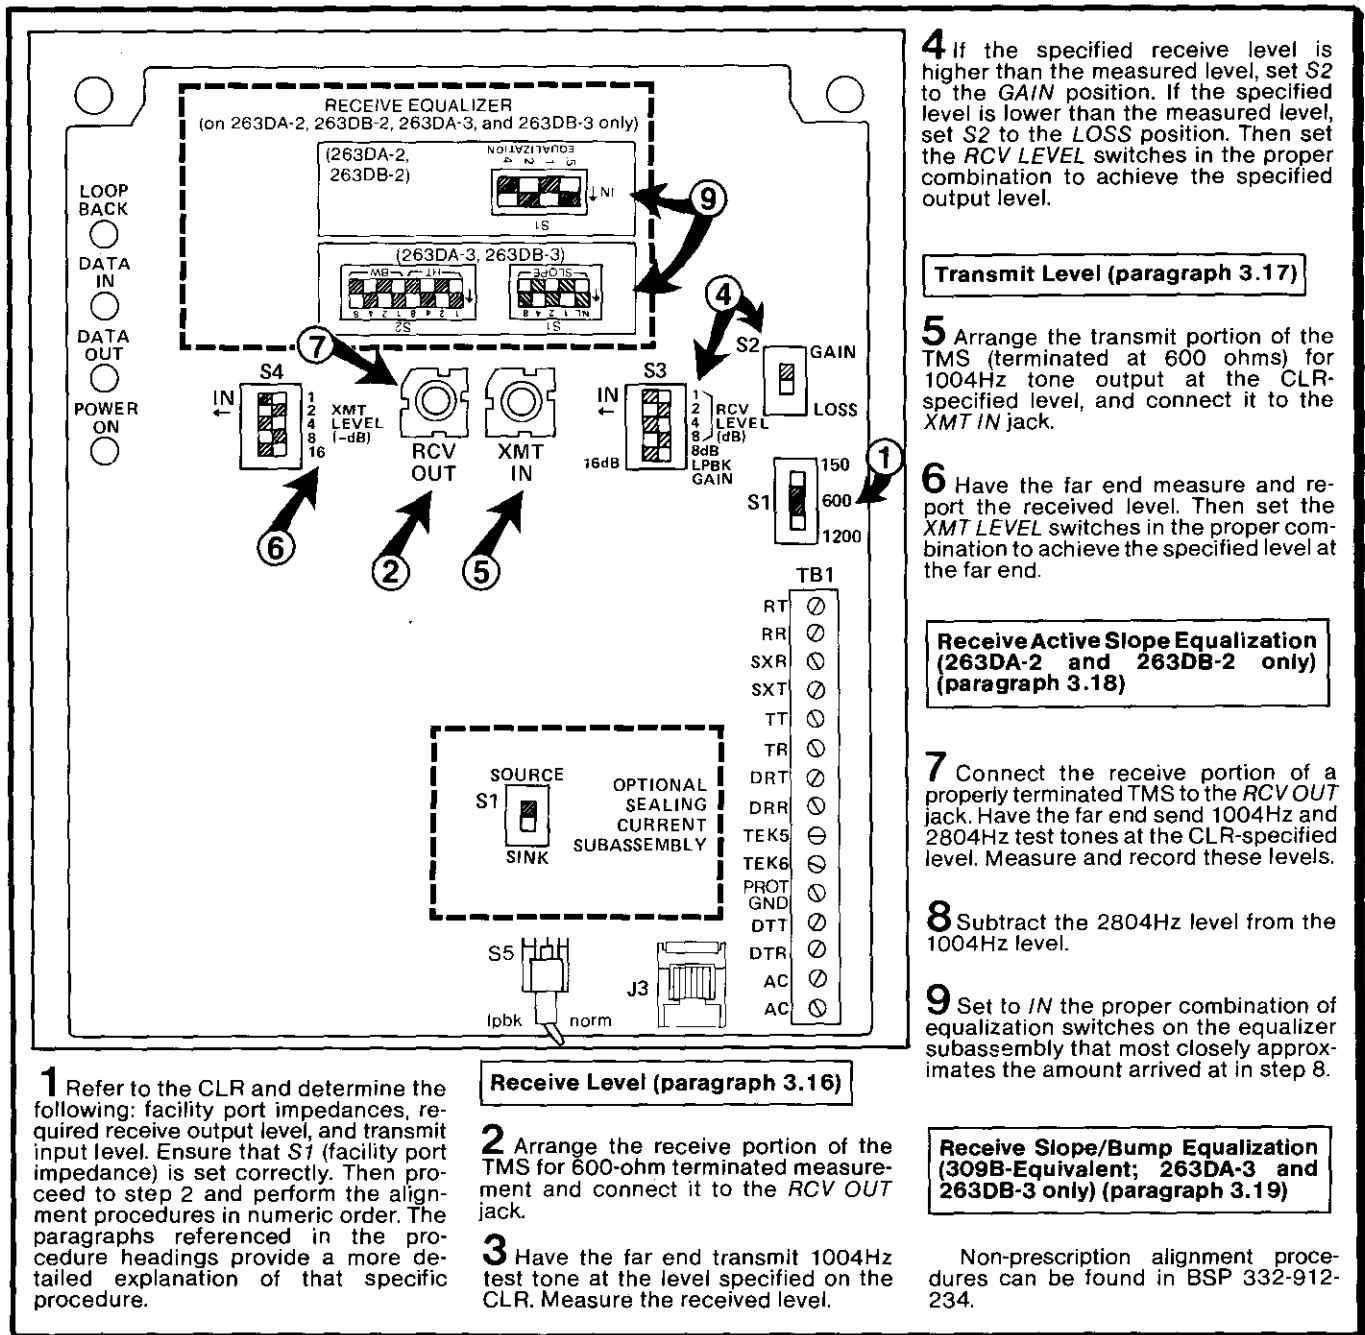 RECEIVE EQUALIZER
(on 263DA-2, 263DB-2, 263DA-3, and 263DB-3 only)
(263DA-2,
263DB-2)
EQUALIZATION
4 2 1 5
IN
S1
(263DA-3, 263DB-3)
BW HT
8 4 2 1 8 4 2 1
S2
SLOPE
8 4 2 1 NL
S1
9
LOOP
BACK
DATA
IN
DATA
OUT
POWER
ON
7
4
S4
IN
1
2
4
8
16
XMT
LEVEL
(-dB)
RCV
OUT
XMT
IN
S3
IN
1
2
4
8
RCV
LEVEL
(dB)
8dB
LPBK
GAIN
16dB
S2
GAIN
LOSS
S1
150
600
1200
1
6
2
5
TB1
RT
RR
SXR
SXT
TT
TR
DRT
DRR
TEK5
TEK6
PROT
GND
DTT
DTR
AC
AC
SOURCE
S1
SINK
OPTIONAL
SEALING
CURRENT
SUBASSEMBLY
S5
lpbk norm
J3
1 Refer to the CLR and determine the
following: facility port impedances, re-
quired receive output level, and transmit
input level. Ensure that S1 (facility port
impedance) is set correctly. Then pro-
ceed to step 2 and perform the align-
ment procedures in numeric order. The
paragraphs referenced in the pro-
cedure headings provide a more de-
tailed explanation of that specific
procedure.
Receive Level (paragraph 3.16)
2 Arrange the receive portion of the
TMS for 600-ohm terminated measure-
ment and connect it to the RCV OUT
jack.
3 Have the far end transmit 1004Hz
test tone at the level specified on the
CLR. Measure the received level.
4 If the specified receive level is
higher than the measured level, set S2
to the GAIN position. If the specified
level is lower than the measured level,
set S2 to the LOSS position. Then set
the RCV LEVEL switches in the proper
combination to achieve the specified
output level.
Transmit Level (paragraph 3.17)
5 Arrange the transmit portion of the
TMS (terminated at 600 ohms) for
1004Hz tone output at the CLR-
specified level, and connect it to the
XMT IN jack.
6 Have the far end measure and re-
port the received level. Then set the
XMT LEVEL switches in the proper com-
bination to achieve the specified level at
the far end.
Receive Active Slope Equalization
(263DA-2 and 263DB-2 only)
(paragraph 3.18)
7 Connect the receive portion of a
properly terminated TMS to the RCV OUT
jack. Have the far end send 1004Hz and
2804Hz test tones at the CLR-specified
level. Measure and record these levels.
8 Subtract the 2804Hz level from the
1004Hz level.
9 Set to IN the proper combination of
equalization switches on the equalizer
subassembly that most closely approx-
imates the amount arrived at in step 8.
Receive Slope/Bump Equalization
(309B-Equivalent; 263DA-3 and
263DB-3 only) (paragraph 3.19)
Non-prescription alignment proce-
dures can be found in BSP 332-912-
234.